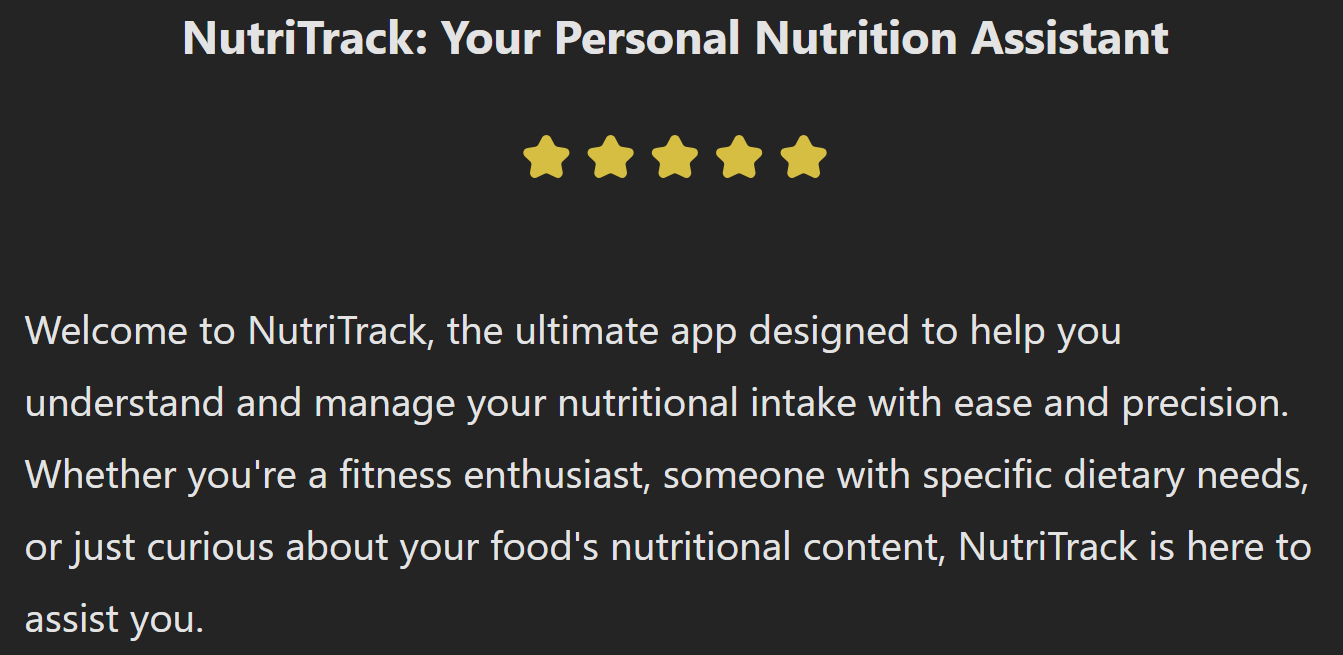 NutriTrack: Your Personal Nutrition Assistant
Welcome to NutriTrack, the ultimate app designed to help you
understand and manage your nutritional intake with ease and precision.
Whether you're a fitness enthusiast, someone with specific dietary needs,
or just curious about your food's nutritional content, NutriTrack is here to
assist you.